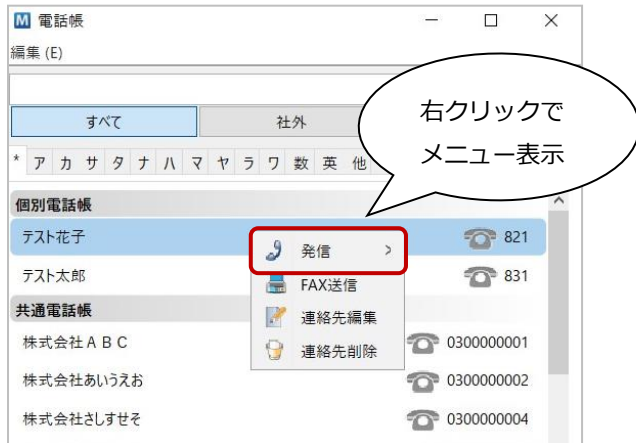 M 電話帳
編集 (E)
すべて 社外
* ア カ サ タ ナ ハ マ ヤ ラ ワ 数 英 他
右クリックで
メニュー表示
個別電話帳
テスト花子 821
テスト太郎 831
共通電話帳
株式会社ＡＢＣ 0300000001
株式会社あいうえお 0300000002
株式会社さしすせそ 0300000004
発信 >
FAX送信
連絡先編集
連絡先削除